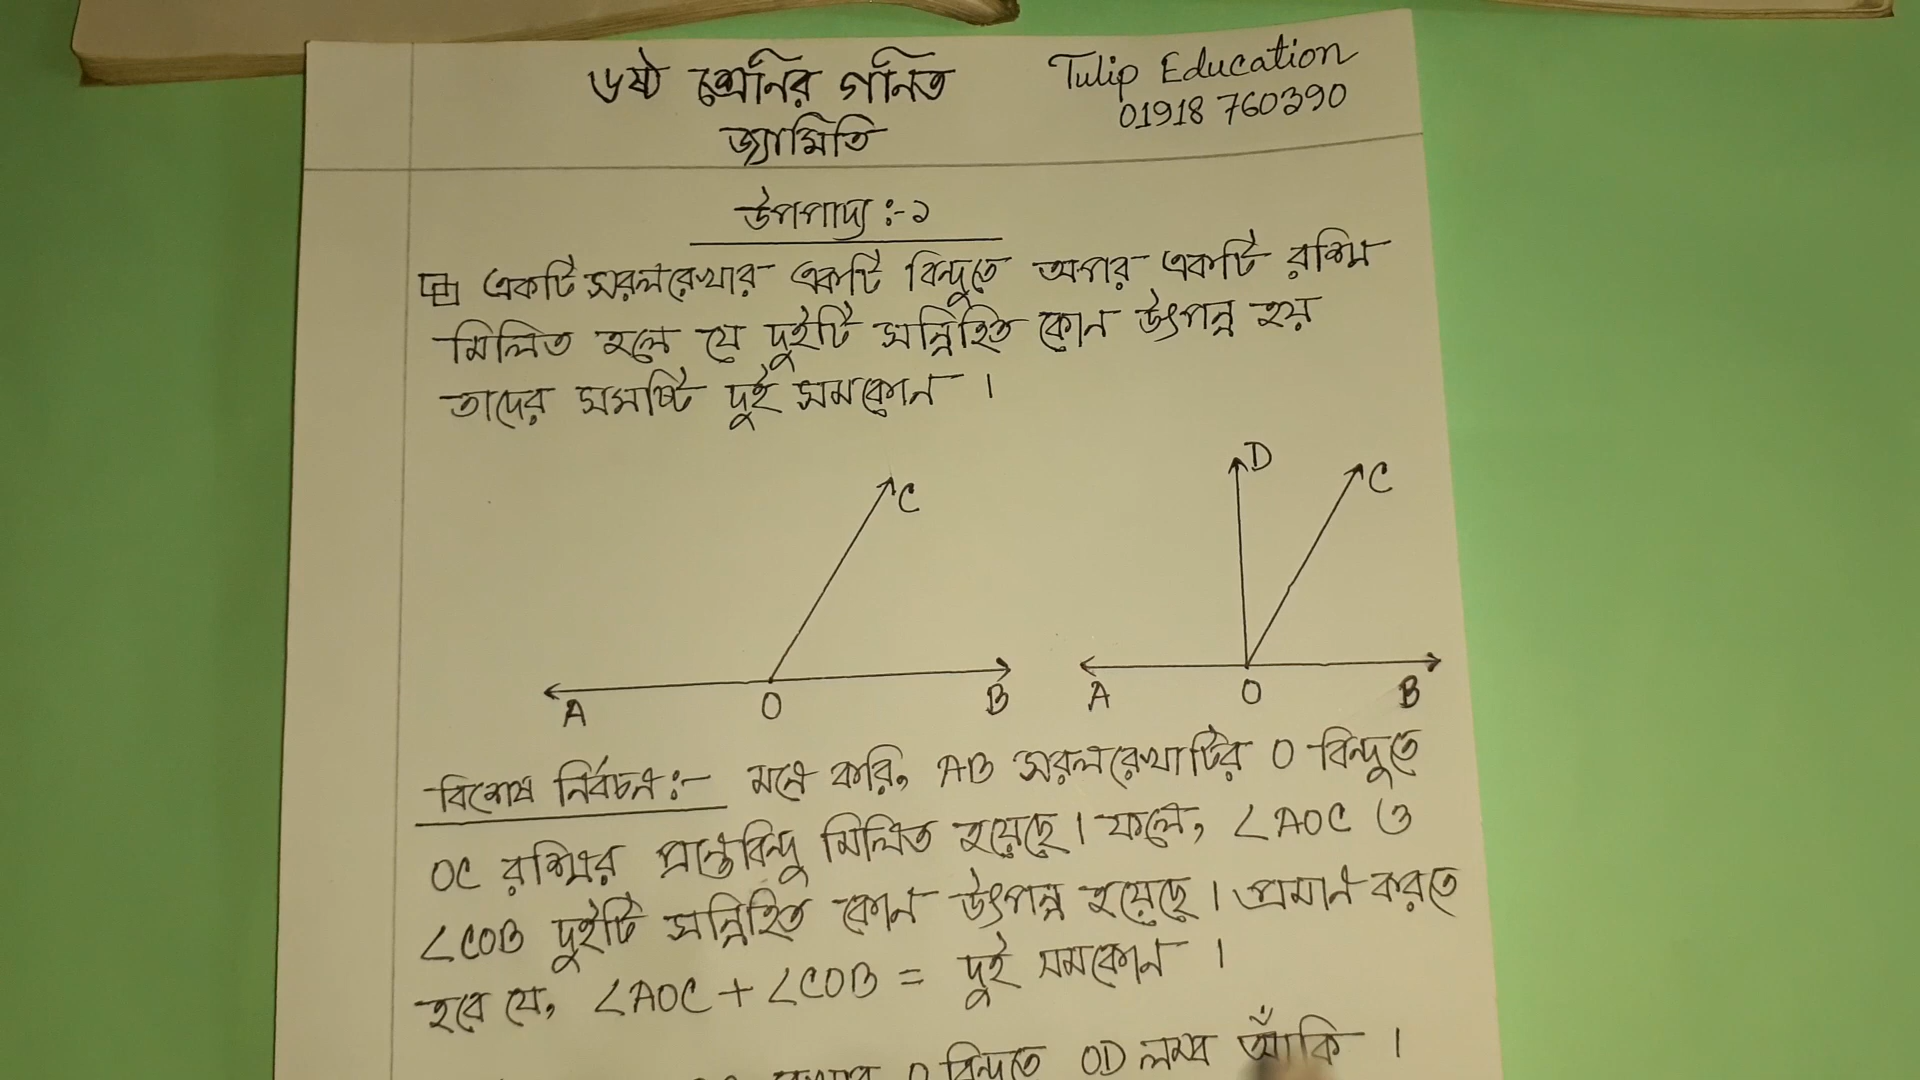 ৬ষ্ঠ শ্রেনির গনিত
জ্যামিতি
Tulip Education
01918 760390
উপপাদ্য :- ১
একটি সরলরেখার একটি বিন্দুতে অপর একটি রশ্মি
মিলিত হলে যে দুইটি সন্নিহিত কোন উৎপন্ন হয়
তাদের সমষ্টি দুই সমকোন ।
C
A
O
B
D
C
A
O
B
বিশেষ নির্বচন :- মনে করি, AB সরলরেখাটির O বিন্দুতে
OC রশ্মির প্রান্তবিন্দু মিলিত হয়েছে। ফলে, ∠AOC ও
∠COB দুইটি সন্নিহিত কোন উৎপন্ন হয়েছে। প্রমান করতে
হবে যে, ∠AOC + ∠COB = দুই সমকোন ।
O বিন্দুতে OD লম্ব আঁকি ।